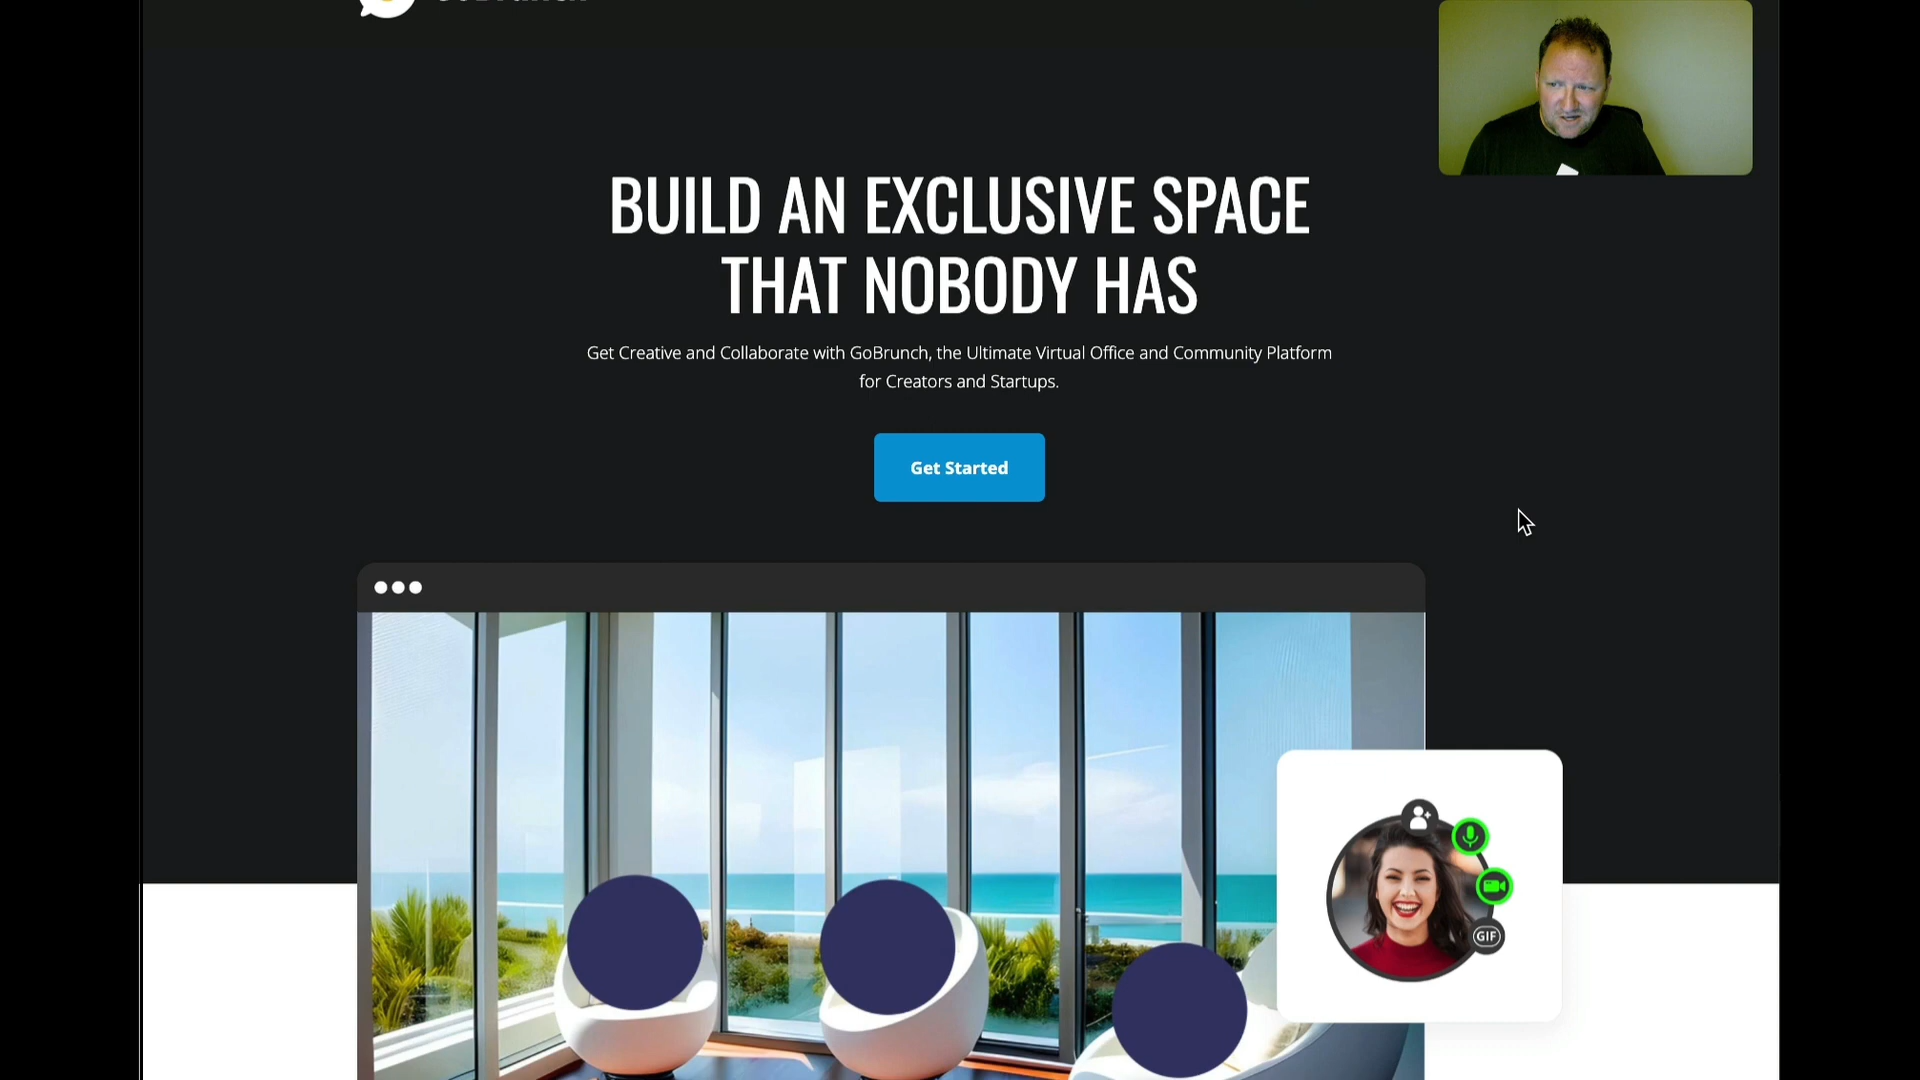 BUILD AN EXCLUSIVE SPACE
THAT NOBODY HAS
Get Creative and Collaborate with GoBrunch, the Ultimate Virtual Office and Community Platform
for Creators and Startups.
Get Started
GIF